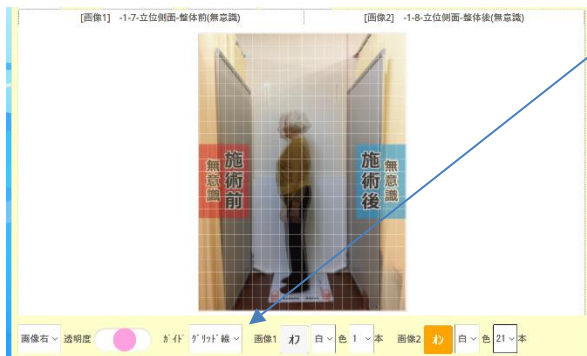 [画像1] -1-7-立位側面-整体前(無意識)
[画像2] -1-8-立位側面-整体後(無意識)
無意識
施術前
施術後
無意識
画像右 透明度 ｶﾞｲﾄﾞ ｸﾞﾘｯﾄﾞ線 画像1 ｵﾌ 白 色 1 本 画像2 ｵﾝ 白 色 21 本